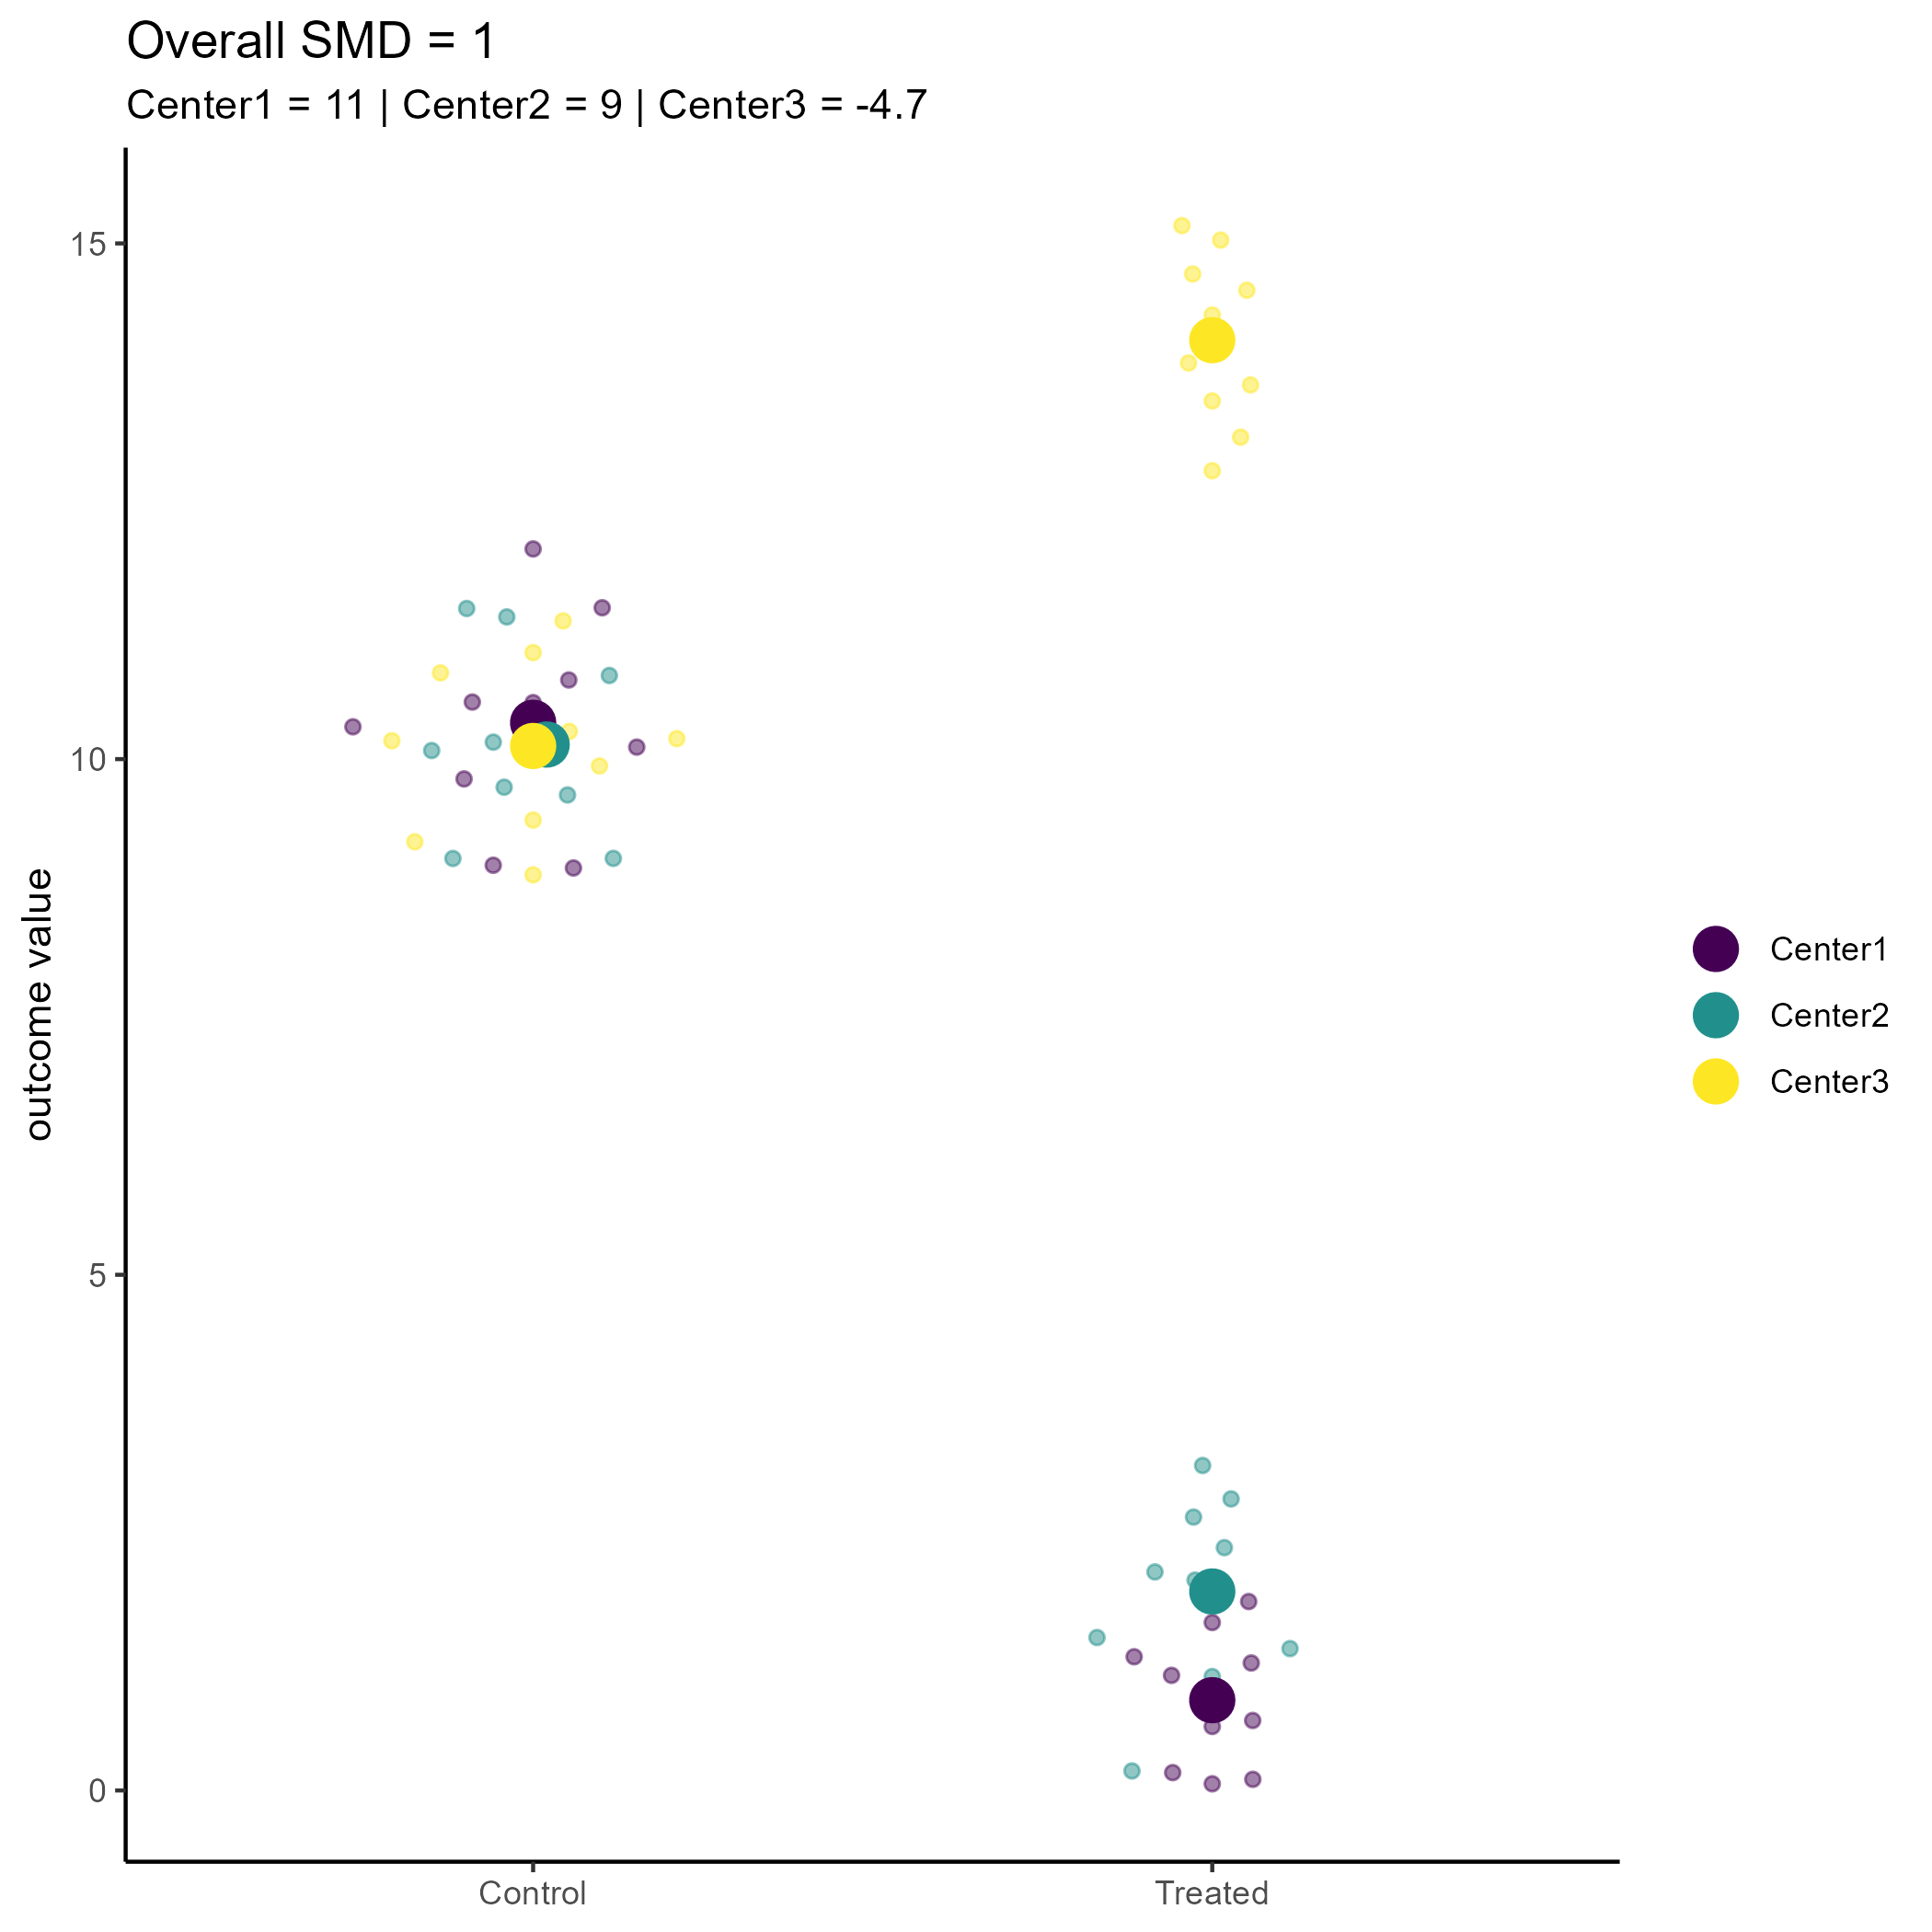 Overall SMD = 1
Center1 = 11 | Center2 = 9 | Center3 = -4.7
15
10
5
0
outcome value
Control
Treated
Center1
Center2
Center3